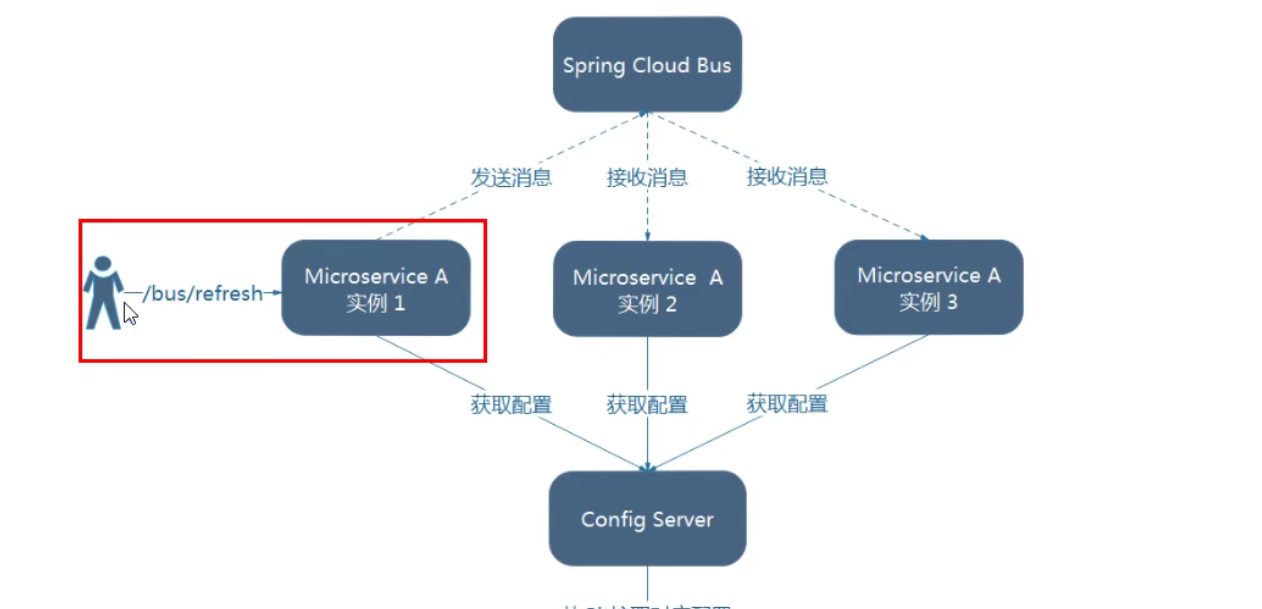 Spring Cloud Bus
发送消息
接收消息
接收消息
/bus/refresh
Microservice A
实例 1
Microservice A
实例 2
Microservice A
实例 3
获取配置
获取配置
获取配置
Config Server